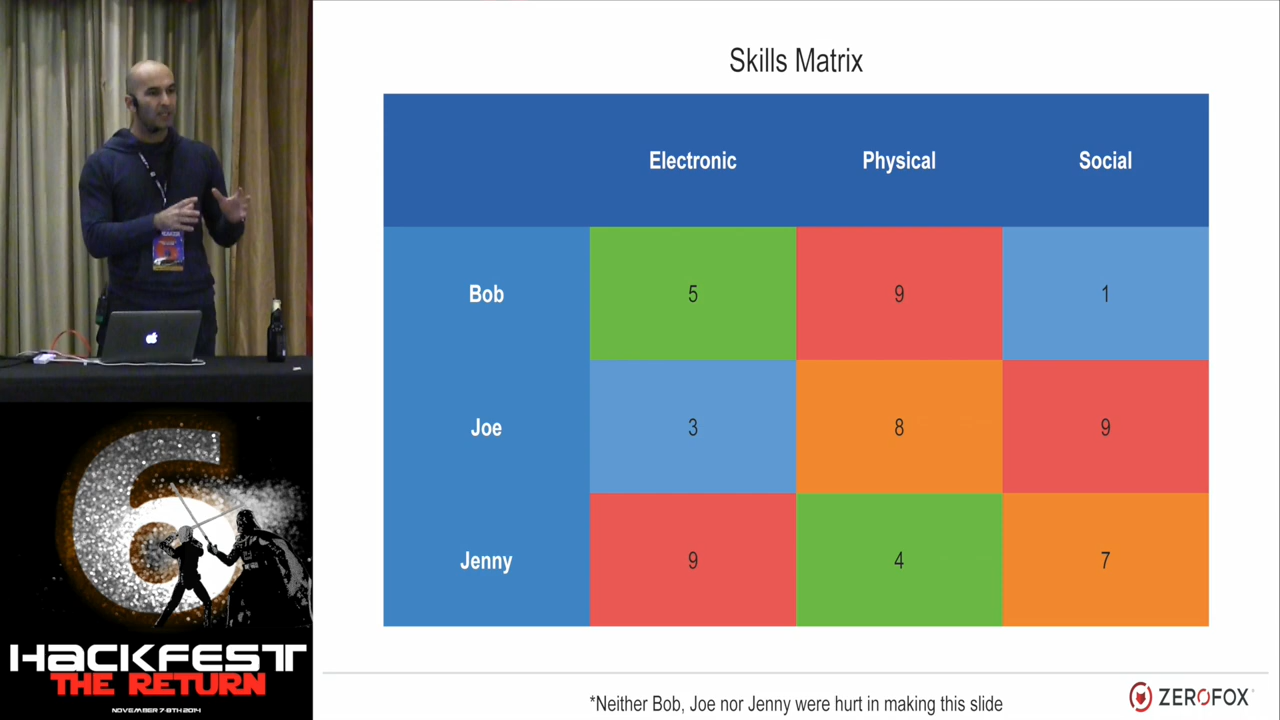 Skills Matrix
Electronic Physical Social
Bob 5 9 1
Joe 3 8 9
Jenny 9 4 7
*Neither Bob, Joe nor Jenny were hurt in making this slide
ZEROFOX
6
HACKFEST
THE RETURN
NOVEMBER 7-8TH 2014